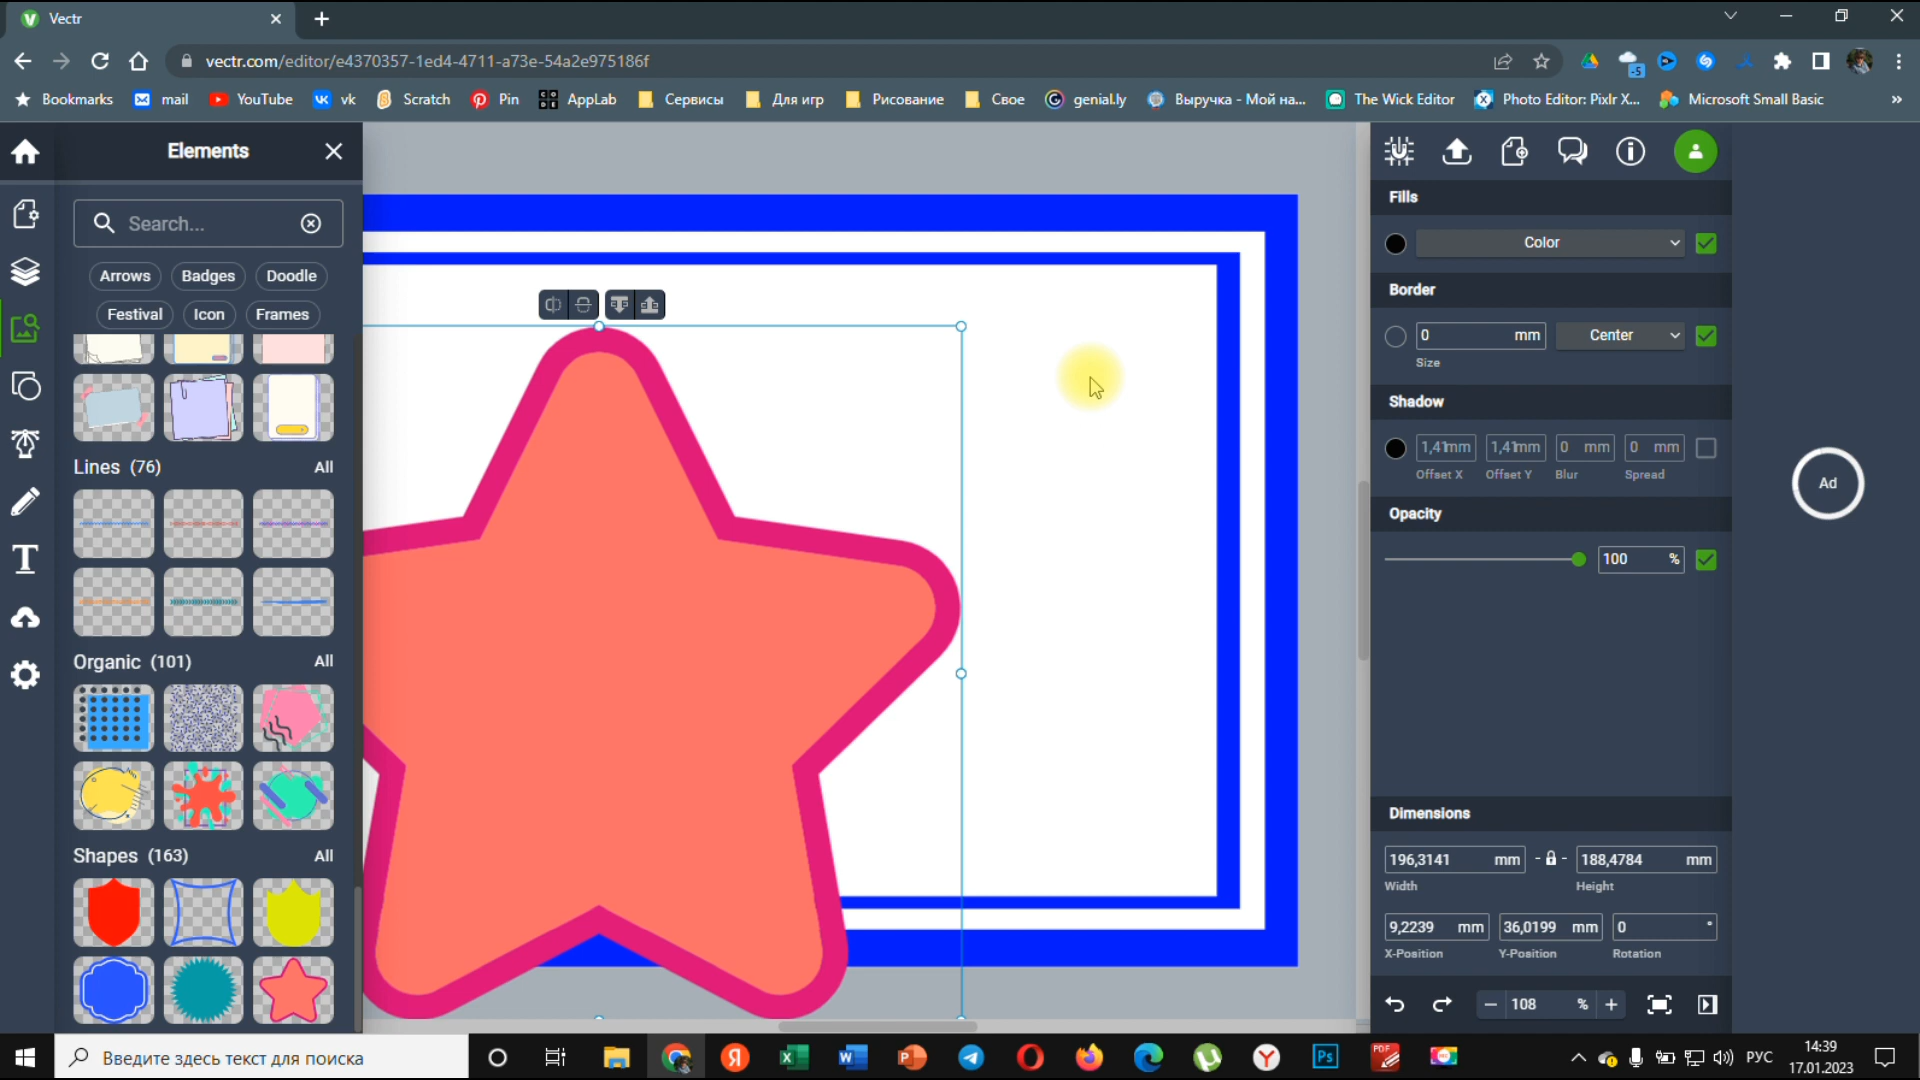 Vectr
vectr.com/editor/e4370357-1ed4-4711-a73e-54a2e975186f
Bookmarks mail YouTube vk Scratch Pin AppLab Сервисы Для игр Рисование Свое genial.ly Выручка - Мой на... The Wick Editor Photo Editor: Pixlr X... Microsoft Small Basic »
-5
Elements
Search...
Arrows Badges Doodle
Festival Icon Frames
Lines (76) All
Organic (101) All
Shapes (163) All
Fills
Color
Border
0 mm Center
Size
Shadow
1,41mm 1,41mm 0 mm 0 mm
Offset X Offset Y Blur Spread
Opacity
100 %
Ad
Dimensions
196,3141 mm 188,4784 mm
Width Height
9,2239 mm 36,0199 mm 0 °
X-Position Y-Position Rotation
108 %
Введите здесь текст для поиска
РУС
14:39
17.01.2023